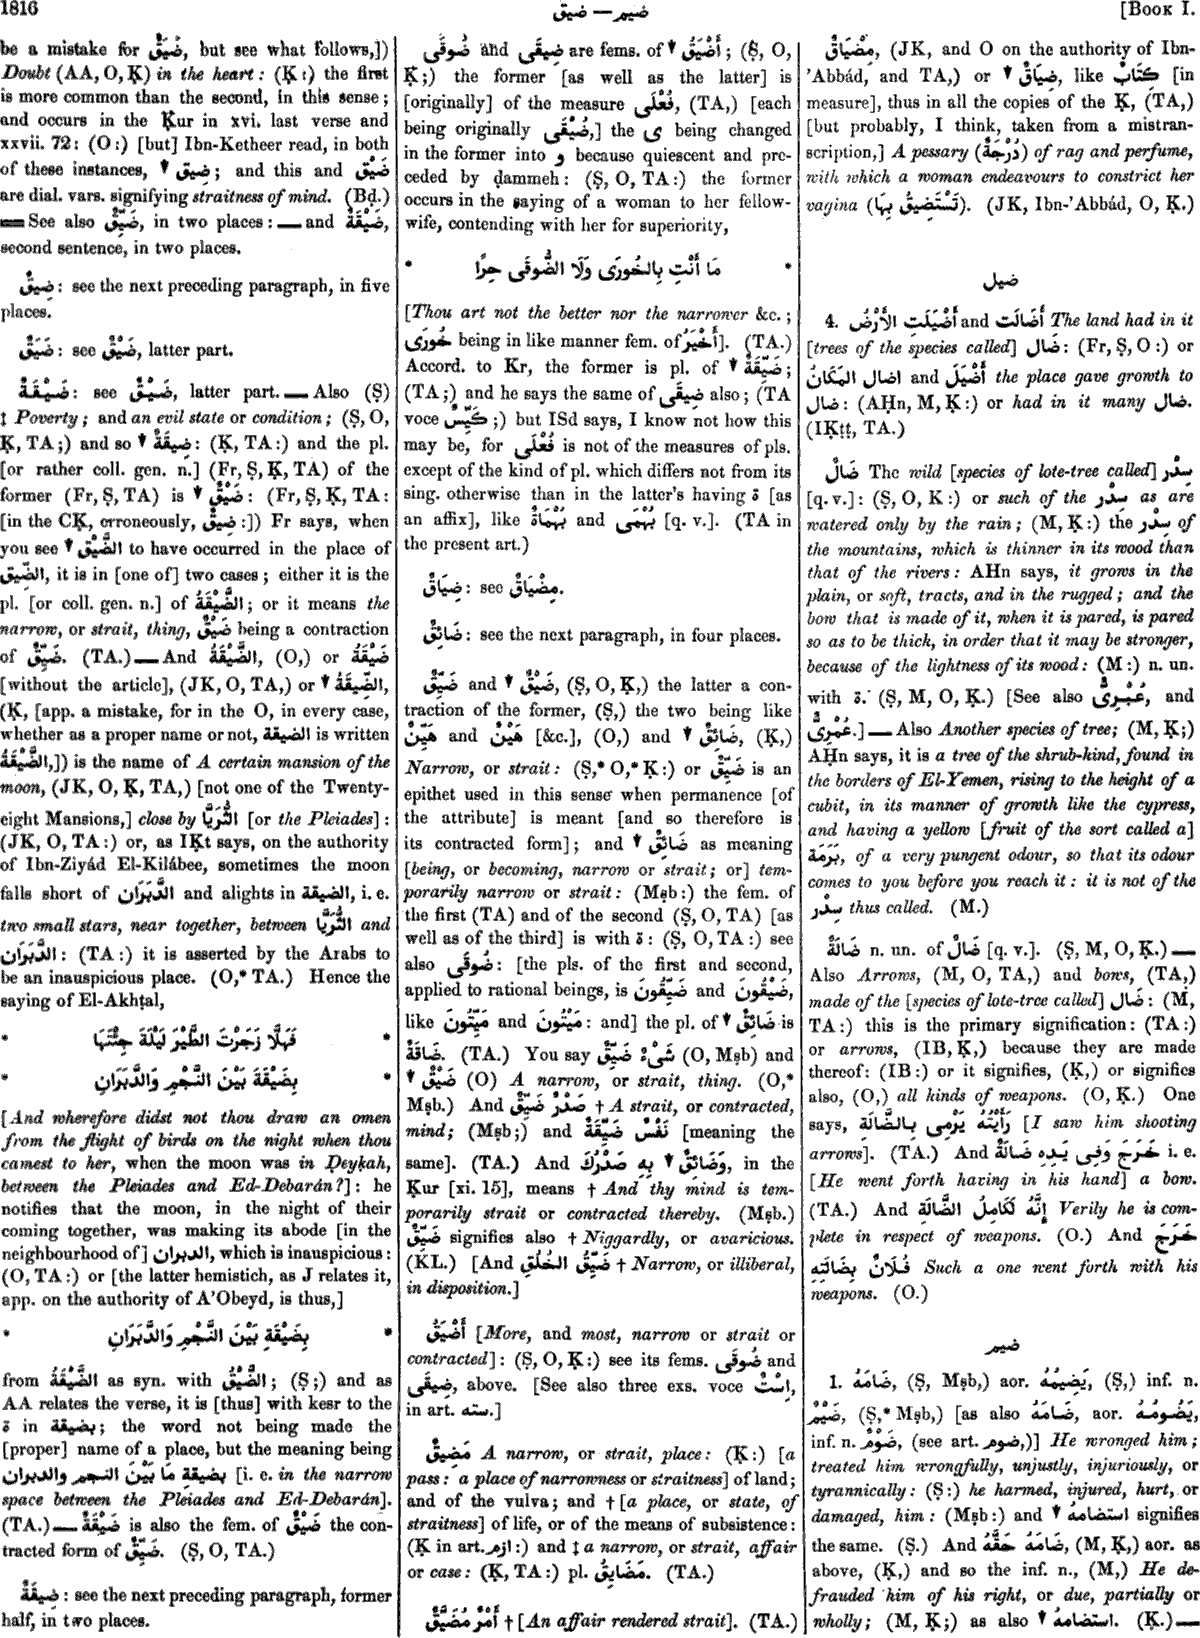 1816
ضيم — ضيق
[Book I.
be a mistake for ضُيِّقٌ, but see what follows,])
Doubt (AA, O, Ḳ) in the heart: (Ḳ:) the first
is more common than the second, in this sense;
and occurs in the Ḳur in xvi. last verse and
xxvii. 72: (O:) [but] Ibn-Ketheer read, in both
of these instances, ضِيق; and this and ضَيْق
are dial. vars. signifying straitness of mind. (Bḍ.)
See also ضَيِّقٌ, in two places: — and ضَيْقَةٌ,
second sentence, in two places.
ضِيقٌ: see the next preceding paragraph, in five
places.
ضَيَقٌ: see ضَيْقٌ, latter part.
ضَيْقَةٌ: see ضَيْقٌ, latter part. — Also (Ṣ)
‡ Poverty; and an evil state or condition; (Ṣ, O,
Ḳ, TA;) and so ضِيقَةٌ: (Ḳ, TA:) and the pl.
[or rather coll. gen. n.] (Fr, Ṣ, Ḳ, TA) of the
former (Fr, Ṣ, TA) is ضَيْقٌ: (Fr, Ṣ, Ḳ, TA:
[in the CḲ, erroneously, ضِيقٌ:]) Fr says, when
you see الضَّيْق to have occurred in the place of
الضِّيق, it is in [one of] two cases; either it is the
pl. [or coll. gen. n.] of الضَّيْقَةُ; or it means the
narrow, or strait, thing, ضَيْقٌ being a contraction
of ضَيِّقٌ. (TA.) — And الضَّيْقَةُ, (O,) or ضَيْقَةُ
[without the article], (JK, O, TA,) or الضِّيقَةُ,
(Ḳ, [app. a mistake, for in the O, in every case,
whether as a proper name or not, الضيقة is written
الضَّيْقَةُ,]) is the name of A certain mansion of the
moon, (JK, O, Ḳ, TA,) [not one of the Twenty-
eight Mansions,] close by الثُّرَيَّا [or the Pleiades]:
(JK, O, TA:) or, as IḲt says, on the authority
of Ibn-Ziyád El-Kilábee, sometimes the moon
falls short of الدَّبَرَان and alights in الضيقة, i. e.
two small stars, near together, between الثُّرَيَّا and
الدَّبَرَان: (TA:) it is asserted by the Arabs to
be an inauspicious place. (O,* TA.) Hence the
saying of El-Akhṭal,
* فَهَلَّا زَجَرْتَ الطَّيْرَ لَيْلَةَ جِئْتَهَا *
* بِضَيْقَةَ بَيْنَ النَّجْمِ وَالدَّبَرَانِ *
[And wherefore didst not thou draw an omen
from the flight of birds on the night when thou
camest to her, when the moon was in Ḍeyḳah,
between the Pleiades and Ed-Debarán?]: he
notifies that the moon, in the night of their
coming together, was making its abode [in the
neighbourhood of] الدبران, which is inauspicious:
(O, TA:) or [the latter hemistich, as J relates it,
app. on the authority of A'Obeyd, is thus,]
* بِضَيْقَةِ بَيْنَ النَّجْمِ وَالدَّبَرَانِ *
from الضَّيْقَةُ as syn. with الضَّيْقُ; (Ṣ;) and as
AA relates the verse, it is [thus] with kesr to the
ة in بضيقة; the word not being made the
[proper] name of a place, but the meaning being
بضيقةِ مَا بَيْنَ النجم والدبران [i. e. in the narrow
space between the Pleiades and Ed-Debarán].
(TA.) — ضَيْقَةٌ is also the fem. of ضَيْقٌ the con-
tracted form of ضَيِّقٌ. (Ṣ, O, TA.)
ضِيقَةٌ: see the next preceding paragraph, former
half, in two places.
ضُوقَى and ضِيقَى are fems. of أَضْيَقُ; (Ṣ, O,
Ḳ;) the former [as well as the latter] is
[originally] of the measure فُعْلَى, (TA,) [each
being originally ضُيْقَى,] the ى being changed
in the former into و because quiescent and pre-
ceded by ḍammeh: (Ṣ, O, TA:) the former
occurs in the saying of a woman to her fellow-
wife, contending with her for superiority,
* مَا أَنْتِ بِالخُورَى وَلَا الضُّوقَى حِرَا *
[Thou art not the better nor the narrower &c.;
خُورَى being in like manner fem. of أَخْيَرُ]. (TA.)
Accord. to Kr, the former is pl. of ضَيِّقَةٌ;
(TA;) and he says the same of ضِيقَى also; (TA
voce كَيِّسٌ;) but ISd says, I know not how this
may be, for فُعْلَى is not of the measures of pls.
except of the kind of pl. which differs not from its
sing. otherwise than in the latter's having ة [as
an affix], like بُهْمَاةٌ and بُهْمَى [q. v.]. (TA in
the present art.)
ضِيَاقٌ: see مِضْيَاقٌ.
ضَائِقٌ: see the next paragraph, in four places.
ضَيِّقٌ and ضَيْقٌ, (Ṣ, O, Ḳ,) the latter a con-
traction of the former, (Ṣ,) the two being like
هَيِّنٌ and هَيْنٌ [&c.], (O,) and ضَائِقٌ, (Ḳ,)
Narrow, or strait: (Ṣ,* O,* Ḳ:) or ضَيِّقٌ is an
epithet used in this sense when permanence [of
the attribute] is meant [and so therefore is
its contracted form]; and ضَائِقٌ as meaning
[being, or becoming, narrow or strait; or] tem-
porarily narrow or strait: (Mṣb:) the fem. of
the first (TA) and of the second (Ṣ, O, TA) [as
well as of the third] is with ة: (Ṣ, O, TA:) see
also ضُوقَى: [the pls. of the first and second,
applied to rational beings, is ضَيِّقُونَ and ضَيْقُونَ,
like مَيِّتُونَ and مَيْتُونَ: and] the pl. of ضَائِقٌ is
ضَاقَةٌ. (TA.) You say شَىْءٌ ضَيِّقٌ (O, Mṣb) and
ضَيْقٌ (O) A narrow, or strait, thing. (O,*
Mṣb.) And صَدْرٌ ضَيِّقٌ † A strait, or contracted,
mind; (Mṣb;) and نَفْسٌ ضَيِّقَةٌ [meaning the
same]. (TA.) And وَضَائِقٌ بِهِ صَدْرُكَ, in the
Ḳur [xi. 15], means † And thy mind is tem-
porarily strait or contracted thereby. (Mṣb.)
ضَيِّقٌ signifies also † Niggardly, or avaricious.
(KL.) [And ضَيِّقُ الخُلُقِ † Narrow, or illiberal,
in disposition.]
أَضْيَقُ [More, and most, narrow or strait or
contracted]: (Ṣ, O, Ḳ:) see its fems. ضُوقَى and
ضِيقَى, above. [See also three exs. voce اِسْتٌ,
in art. سته.]
مَضِيقٌ A narrow, or strait, place: (Ḳ:) [a
pass: a place of narrowness or straitness] of land;
and of the vulva; and † [a place, or state, of
straitness] of life, or of the means of subsistence:
(Ḳ in art. ازم:) and ‡ a narrow, or strait, affair
or case: (Ḳ, TA:) pl. مَضَايِقُ. (TA.)
أَمْرٌ مُضَيَّقٌ † [An affair rendered strait]. (TA.)
مِضْيَاقٌ, (JK, and O on the authority of Ibn-
'Abbád, and TA,) or ضِيَاقٌ, like كِتَابٌ [in
measure], thus in all the copies of the Ḳ, (TA,)
[but probably, I think, taken from a mistran-
scription,] A pessary (دُرْجَةٌ) of rag and perfume,
with which a woman endeavours to constrict her
vagina (تَسْتَضِيقُ بِهَا). (JK, Ibn-'Abbád, O, Ḳ.)
ضيل
4. أَضْيَلَتِ الأَرْضُ and أَضَالَت The land had in it
[trees of the species called] ضَال: (Fr, Ṣ, O:) or
اضال المَكَانُ and أَضْيَلَ the place gave growth to
ضال: (AḤn, M, Ḳ:) or had in it many ضال.
(IḲṭṭ, TA.)
ضَالٌ The wild [species of lote-tree called] سِدْر
[q. v.]: (Ṣ, O, K:) or such of the سِدْر as are
watered only by the rain; (M, Ḳ:) the سِدْر of
the mountains, which is thinner in its wood than
that of the rivers: AHn says, it grows in the
plain, or soft, tracts, and in the rugged; and the
bow that is made of it, when it is pared, is pared
so as to be thick, in order that it may be stronger,
because of the lightness of its wood: (M:) n. un.
with ة. (Ṣ, M, O, Ḳ.) [See also عُبْرِىٌّ, and
عُمْرِىٌّ.] — Also Another species of tree; (M, Ḳ;)
AḤn says, it is a tree of the shrub-kind, found in
the borders of El-Yemen, rising to the height of a
cubit, in its manner of growth like the cypress,
and having a yellow [fruit of the sort called a]
بَرَمَة, of a very pungent odour, so that its odour
comes to you before you reach it: it is not of the
سِدْر thus called. (M.)
ضَالَةٌ n. un. of ضَالٌ [q. v.]. (Ṣ, M, O, Ḳ.) —
Also Arrows, (M, O, TA,) and bows, (TA,)
made of the [species of lote-tree called] ضَال: (M,
TA:) this is the primary signification: (TA:)
or arrows, (IB, Ḳ,) because they are made
thereof: (IB:) or it signifies, (Ḳ,) or signifies
also, (O,) all kinds of weapons. (O, Ḳ.) One
says, رَأَيْتُهُ يَرْمِى بِالضَّالَةِ [I saw him shooting
arrows]. (TA.) And خَرَجَ وَفِى يَدِهِ ضَالَةٌ i. e.
[He went forth having in his hand] a bow.
(TA.) And إِنَّهُ لَكَامِلُ الضَّالَةِ Verily he is com-
plete in respect of weapons. (O.) And خَرَجَ
فُلَانٌ بِضَالَتِهِ Such a one went forth with his
weapons. (O.)
ضيم
1. ضَامَهُ, (Ṣ, Mṣb,) aor. يَضِيمُهُ, (Ṣ,) inf. n.
ضَيْمٌ, (Ṣ,* Mṣb,) [as also ضَامَهُ, aor. يَضُومُهُ,
inf. n. ضَوْمٌ, (see art. ضوم,)] He wronged him;
treated him wrongfully, unjustly, injuriously, or
tyrannically: (Ṣ:) he harmed, injured, hurt, or
damaged, him: (Mṣb:) and استضامهُ signifies
the same. (Ṣ.) And ضَامَهُ حَقَّهُ, (M, Ḳ,) aor. as
above, (Ḳ,) and so the inf. n., (M,) He de-
frauded him of his right, or due, partially or
wholly; (M, Ḳ;) as also استضامهُ. (Ḳ.) —